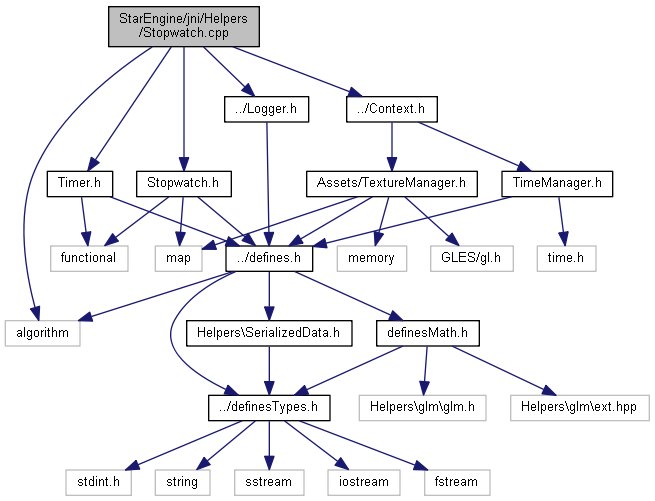 StarEngine/jni/Helpers
/Stopwatch.cpp
../Logger.h
../Context.h
Timer.h
Stopwatch.h
Assets/TextureManager.h
TimeManager.h
functional
map
../defines.h
memory
GLES/gl.h
time.h
algorithm
Helpers\SerializedData.h
definesMath.h
../definesTypes.h
Helpers\glm\glm.h
Helpers\glm\ext.hpp
stdint.h
string
sstream
iostream
fstream